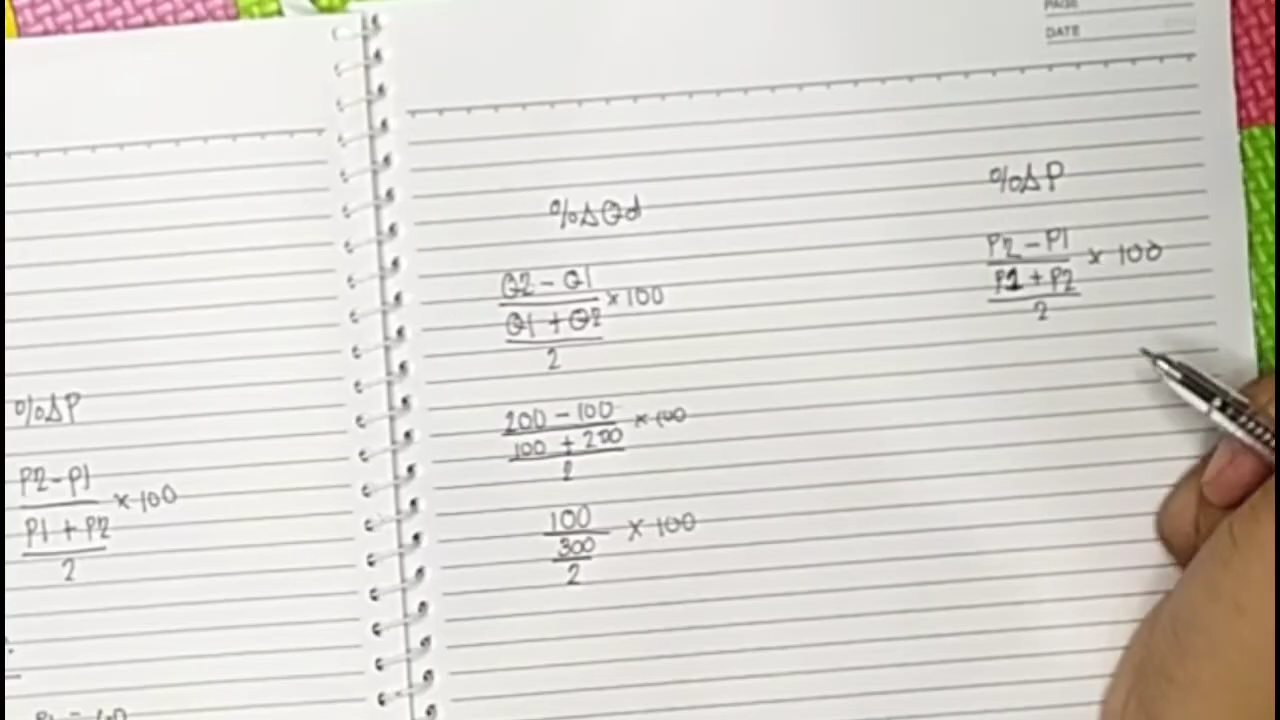 PAGE
DATE
%ΔP
P2-P1
P1 + P2
2
× 100
%ΔQd
Q2 - Q1
Q1 + Q2
2
× 100
200 - 100
100 + 200
2
× 100
100
300
2
× 100
%ΔP
P2 - P1
P1 + P2
2
× 100